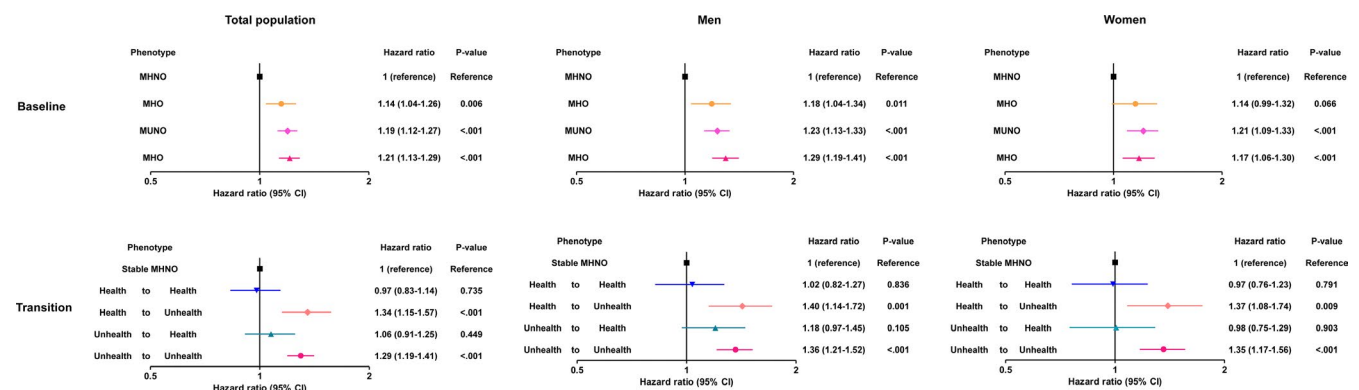 Total population
Men
Women
Baseline
Phenotype Hazard ratio P-value
MHNO 1 (reference) Reference
MHO 1.14 (1.04-1.26) 0.006
MUNO 1.19 (1.12-1.27) <.001
MHO 1.21 (1.13-1.29) <.001
0.5 1 2
Hazard ratio (95% CI)
Phenotype Hazard ratio P-value
MHNO 1 (reference) Reference
MHO 1.18 (1.04-1.34) 0.011
MUNO 1.23 (1.13-1.33) <.001
MHO 1.29 (1.19-1.41) <.001
0.5 1 2
Hazard ratio (95% CI)
Phenotype Hazard ratio P-value
MHNO 1 (reference) Reference
MHO 1.14 (0.99-1.32) 0.066
MUNO 1.21 (1.09-1.33) <.001
MHO 1.17 (1.06-1.30) <.001
0.5 1 2
Hazard ratio (95% CI)
Transition
Phenotype Hazard ratio P-value
Stable MHNO 1 (reference) Reference
Health to Health 0.97 (0.83-1.14) 0.735
Health to Unhealth 1.34 (1.15-1.57) <.001
Unhealth to Health 1.06 (0.91-1.25) 0.449
Unhealth to Unhealth 1.29 (1.19-1.41) <.001
0.5 1 2
Hazard ratio (95% CI)
Phenotype Hazard ratio P-value
Stable MHNO 1 (reference) Reference
Health to Health 1.02 (0.82-1.27) 0.836
Health to Unhealth 1.40 (1.14-1.72) 0.001
Unhealth to Health 1.18 (0.97-1.45) 0.105
Unhealth to Unhealth 1.36 (1.21-1.52) <.001
0.5 1 2
Hazard ratio (95% CI)
Phenotype Hazard ratio P-value
Stable MHNO 1 (reference) Reference
Health to Health 0.97 (0.76-1.23) 0.791
Health to Unhealth 1.37 (1.08-1.74) 0.009
Unhealth to Health 0.98 (0.75-1.29) 0.903
Unhealth to Unhealth 1.35 (1.17-1.56) <.001
0.5 1 2
Hazard ratio (95% CI)